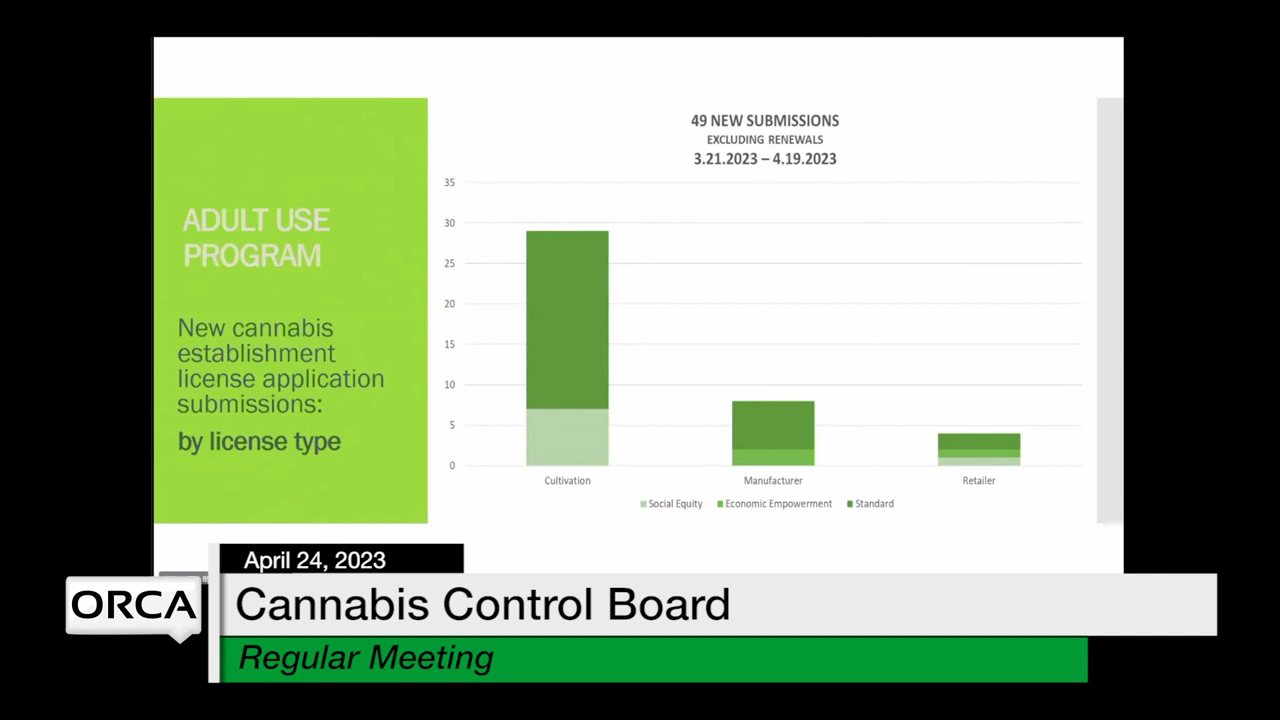 ADULT USE
PROGRAM
New cannabis
establishment
license application
submissions:
by license type
49 NEW SUBMISSIONS
EXCLUDING RENEWALS
3.21.2023 – 4.19.2023
35
30
25
20
15
10
5
0
Cultivation
Manufacturer
Retailer
Social Equity
Economic Empowerment
Standard
April 24, 2023
ORCA
Cannabis Control Board
Regular Meeting